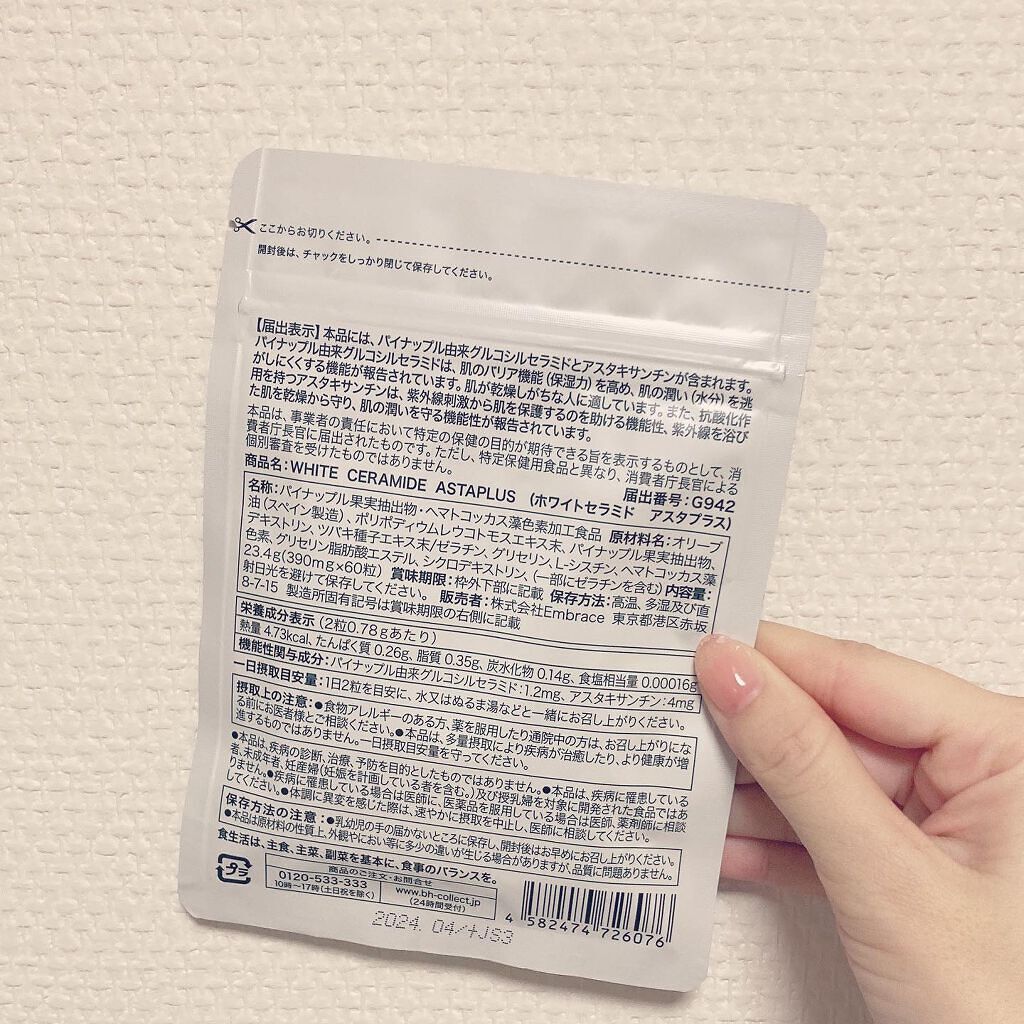 ここからお切りください。
開封後は、チャックをしっかり閉じて保存してください。
【届出表示】本品には、パイナップル由来グルコシルセラミドとアスタキサンチンが含まれます。
パイナップル由来グルコシルセラミドは、肌のバリア機能（保湿力）を高め、肌の潤い（水分）を逃
がしにくくする機能が報告されています。肌が乾燥しがちな人に適しています。また、抗酸化作
用を持つアスタキサンチンは、紫外線刺激から肌を保護するのを助ける機能性、紫外線を浴び
た肌を乾燥から守り、肌の潤いを守る機能性が報告されています。
本品は、事業者の責任において特定の保健の目的が期待できる旨を表示するものとして、消
費者庁長官に届出されたものです。ただし、特定保健用食品と異なり、消費者庁長官による
個別審査を受けたものではありません。
届出番号：G942
商品名：WHITE CERAMIDE ASTAPLUS （ホワイトセラミド アスタプラス）
名称：パイナップル果実抽出物・ヘマトコッカス藻色素加工食品 原材料名：オリーブ
油（スペイン製造）、ポリポディウムレウコトモスエキス末、パイナップル果実抽出物、
デキストリン、ツバキ種子エキス末/ゼラチン、グリセリン、L-シスチン、ヘマトコッカス藻
色素、グリセリン脂肪酸エステル、シクロデキストリン、（一部にゼラチンを含む） 内容量：
23.4g（390mg×60粒） 賞味期限：枠外下部に記載 保存方法：高温、多湿及び直
射日光を避けて保存してください。 販売者：株式会社Embrace 東京都港区赤坂
8-7-15 製造所固有記号は賞味期限の右側に記載
栄養成分表示（2粒0.78gあたり）
熱量 4.73kcal、たんぱく質 0.26g、脂質 0.35g、炭水化物 0.14g、食塩相当量 0.00016g
機能性関与成分：パイナップル由来グルコシルセラミド：1.2mg、アスタキサンチン：4mg
一日摂取目安量：1日2粒を目安に、水又はぬるま湯などと一緒にお召し上がりください。
摂取上の注意：●食物アレルギーのある方、薬を服用したり通院中の方は、お召し上がりにな
る前にお医者様とご相談ください。●本品は、多量摂取により疾病が治癒したり、より健康が増
進するものではありません。一日摂取目安量を守ってください。
●本品は、疾病の診断、治療、予防を目的としたものではありません。●本品は、疾病に罹患している
者、未成年者、妊産婦（妊娠を計画している者を含む。）及び授乳婦を対象に開発された食品ではあ
りません。●疾病に罹患している場合は医師に、医薬品を服用している場合は医師、薬剤師に相談
してください。●体調に異変を感じた際は、速やかに摂取を中止し、医師に相談してください。
保存方法の注意：●乳幼児の手の届かないところに保存し、開封後はお早めにお召し上がりください。
●本品は原材料の性質上、外観やにおい等に多少の違いが生じる場合がありますが、品質に問題ありません。
食生活は、主食、主菜、副菜を基本に、食事のバランスを。
プラ
商品のご注文・お問合せ
0120-533-333
10時～17時（土日祝を除く）
www.bh-collect.jp
（24時間受付）
4 582474 726076
2024. 04/+JS3